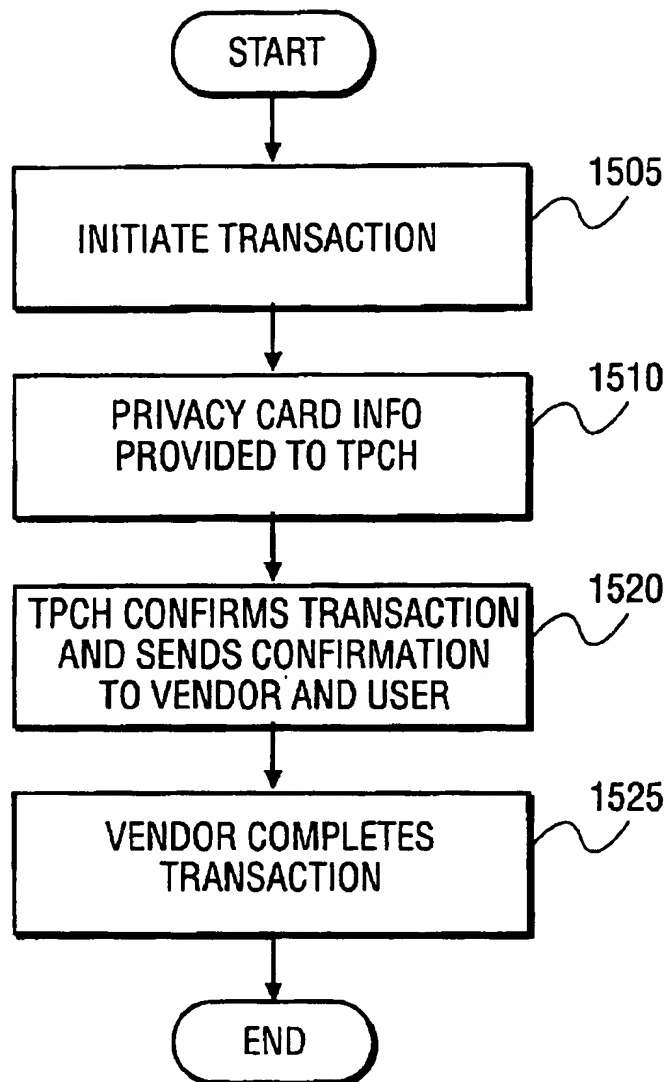 START
1505
INITIATE TRANSACTION
1510
PRIVACY CARD INFO
PROVIDED TO TPCH
1520
TPCH CONFIRMS TRANSACTION
AND SENDS CONFIRMATION
TO VENDOR AND USER
1525
VENDOR COMPLETES
TRANSACTION
END